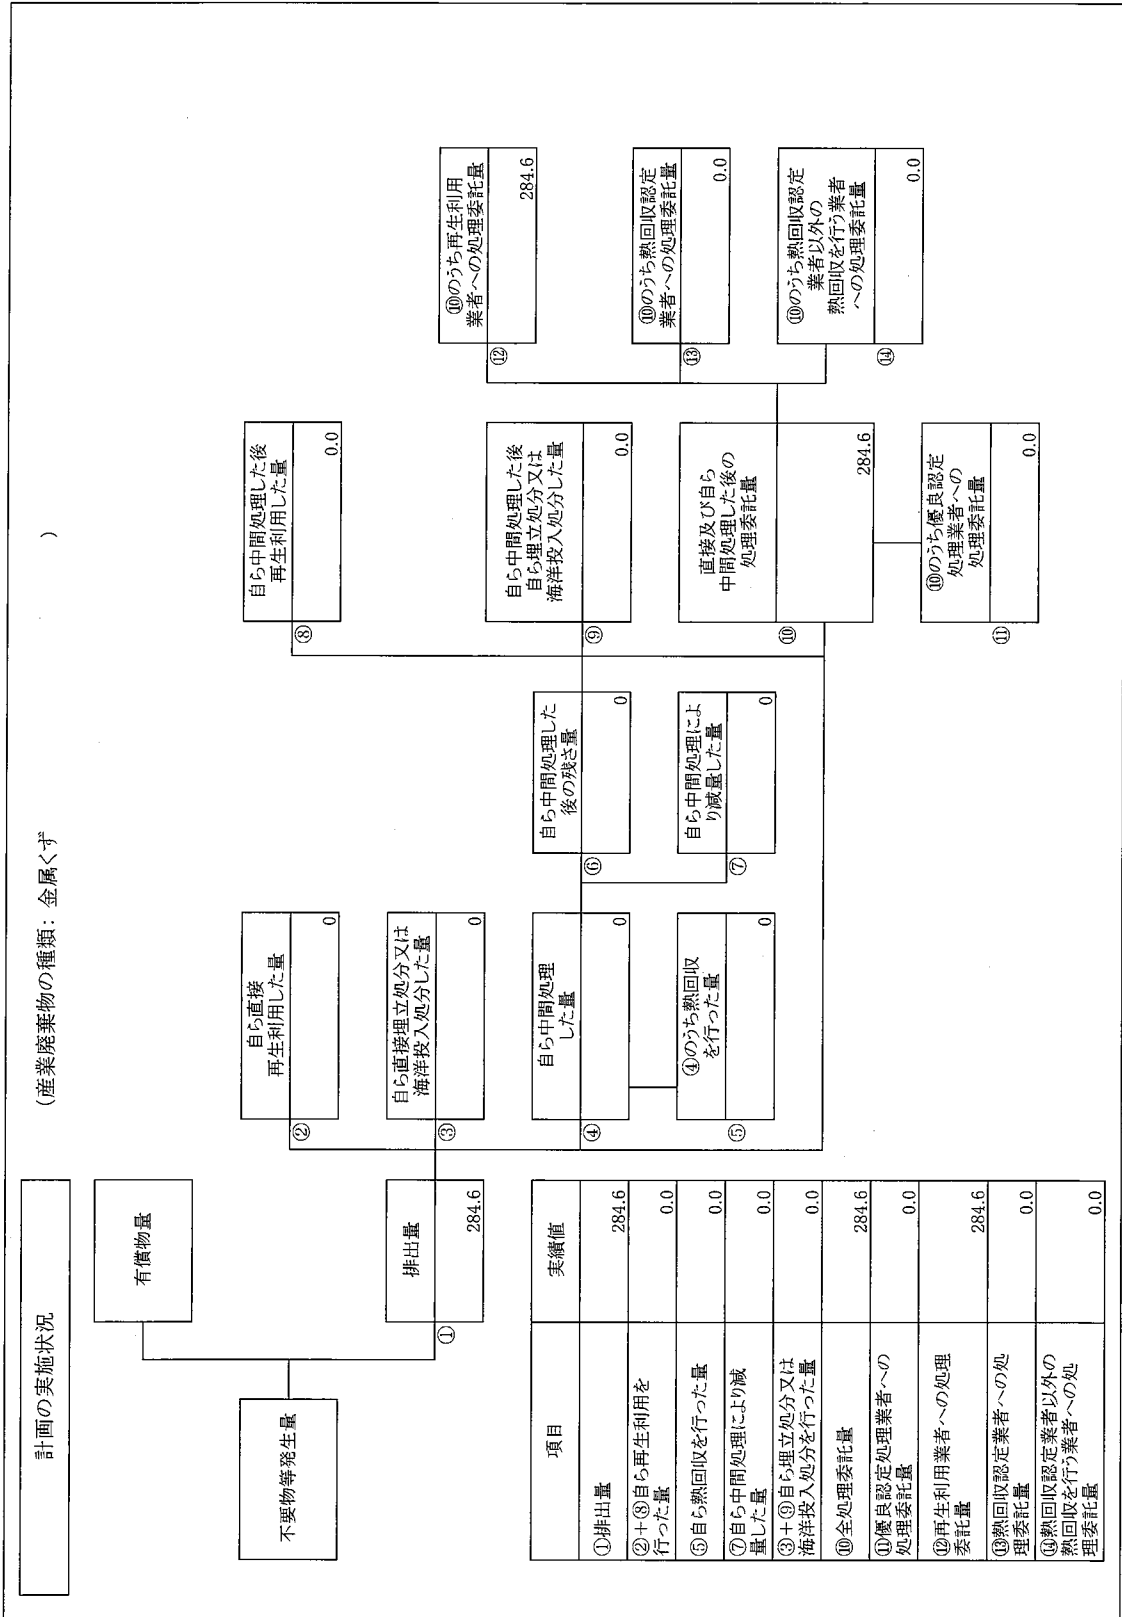 計画の実施状況
(産業廃棄物の種類: 金属くず
)
不要物等発生量
有償物量
排出量
①
284.6
自ら直接
再生利用した量
②
0
自ら直接埋立処分又は
海洋投入処分した量
③
0
自ら中間処理
した量
④
0
④のうち熱回収
を行った量
⑤
0
自ら中間処理した
後の残さ量
⑥
0
自ら中間処理によ
り減量した量
⑦
0
自ら中間処理した後
再生利用した量
⑧
0.0
自ら中間処理した後
自ら埋立処分又は
海洋投入処分した量
⑨
0.0
直接及び自ら
中間処理した後の
処理委託量
⑩
284.6
⑩のうち優良認定
処理業者への
処理委託量
⑪
0.0
⑩のうち再生利用
業者への処理委託量
⑫
284.6
⑩のうち熱回収認定
業者への処理委託量
⑬
0.0
⑩のうち熱回収認定
業者以外の
熱回収を行う業者
への処理委託量
⑭
0.0
項目
実績値
①排出量
284.6
②+⑧自ら再生利用を
行った量
0.0
⑤自ら熱回収を行った量
0.0
⑦自ら中間処理により減
量した量
0.0
③+⑨自ら埋立処分又は
海洋投入処分を行った量
0.0
⑩全処理委託量
284.6
⑪優良認定処理業者への
処理委託量
0.0
⑫再生利用業者への処理
委託量
284.6
⑬熱回収認定業者への処
理委託量
0.0
⑭熱回収認定業者以外の
熱回収を行う業者への処
理委託量
0.0